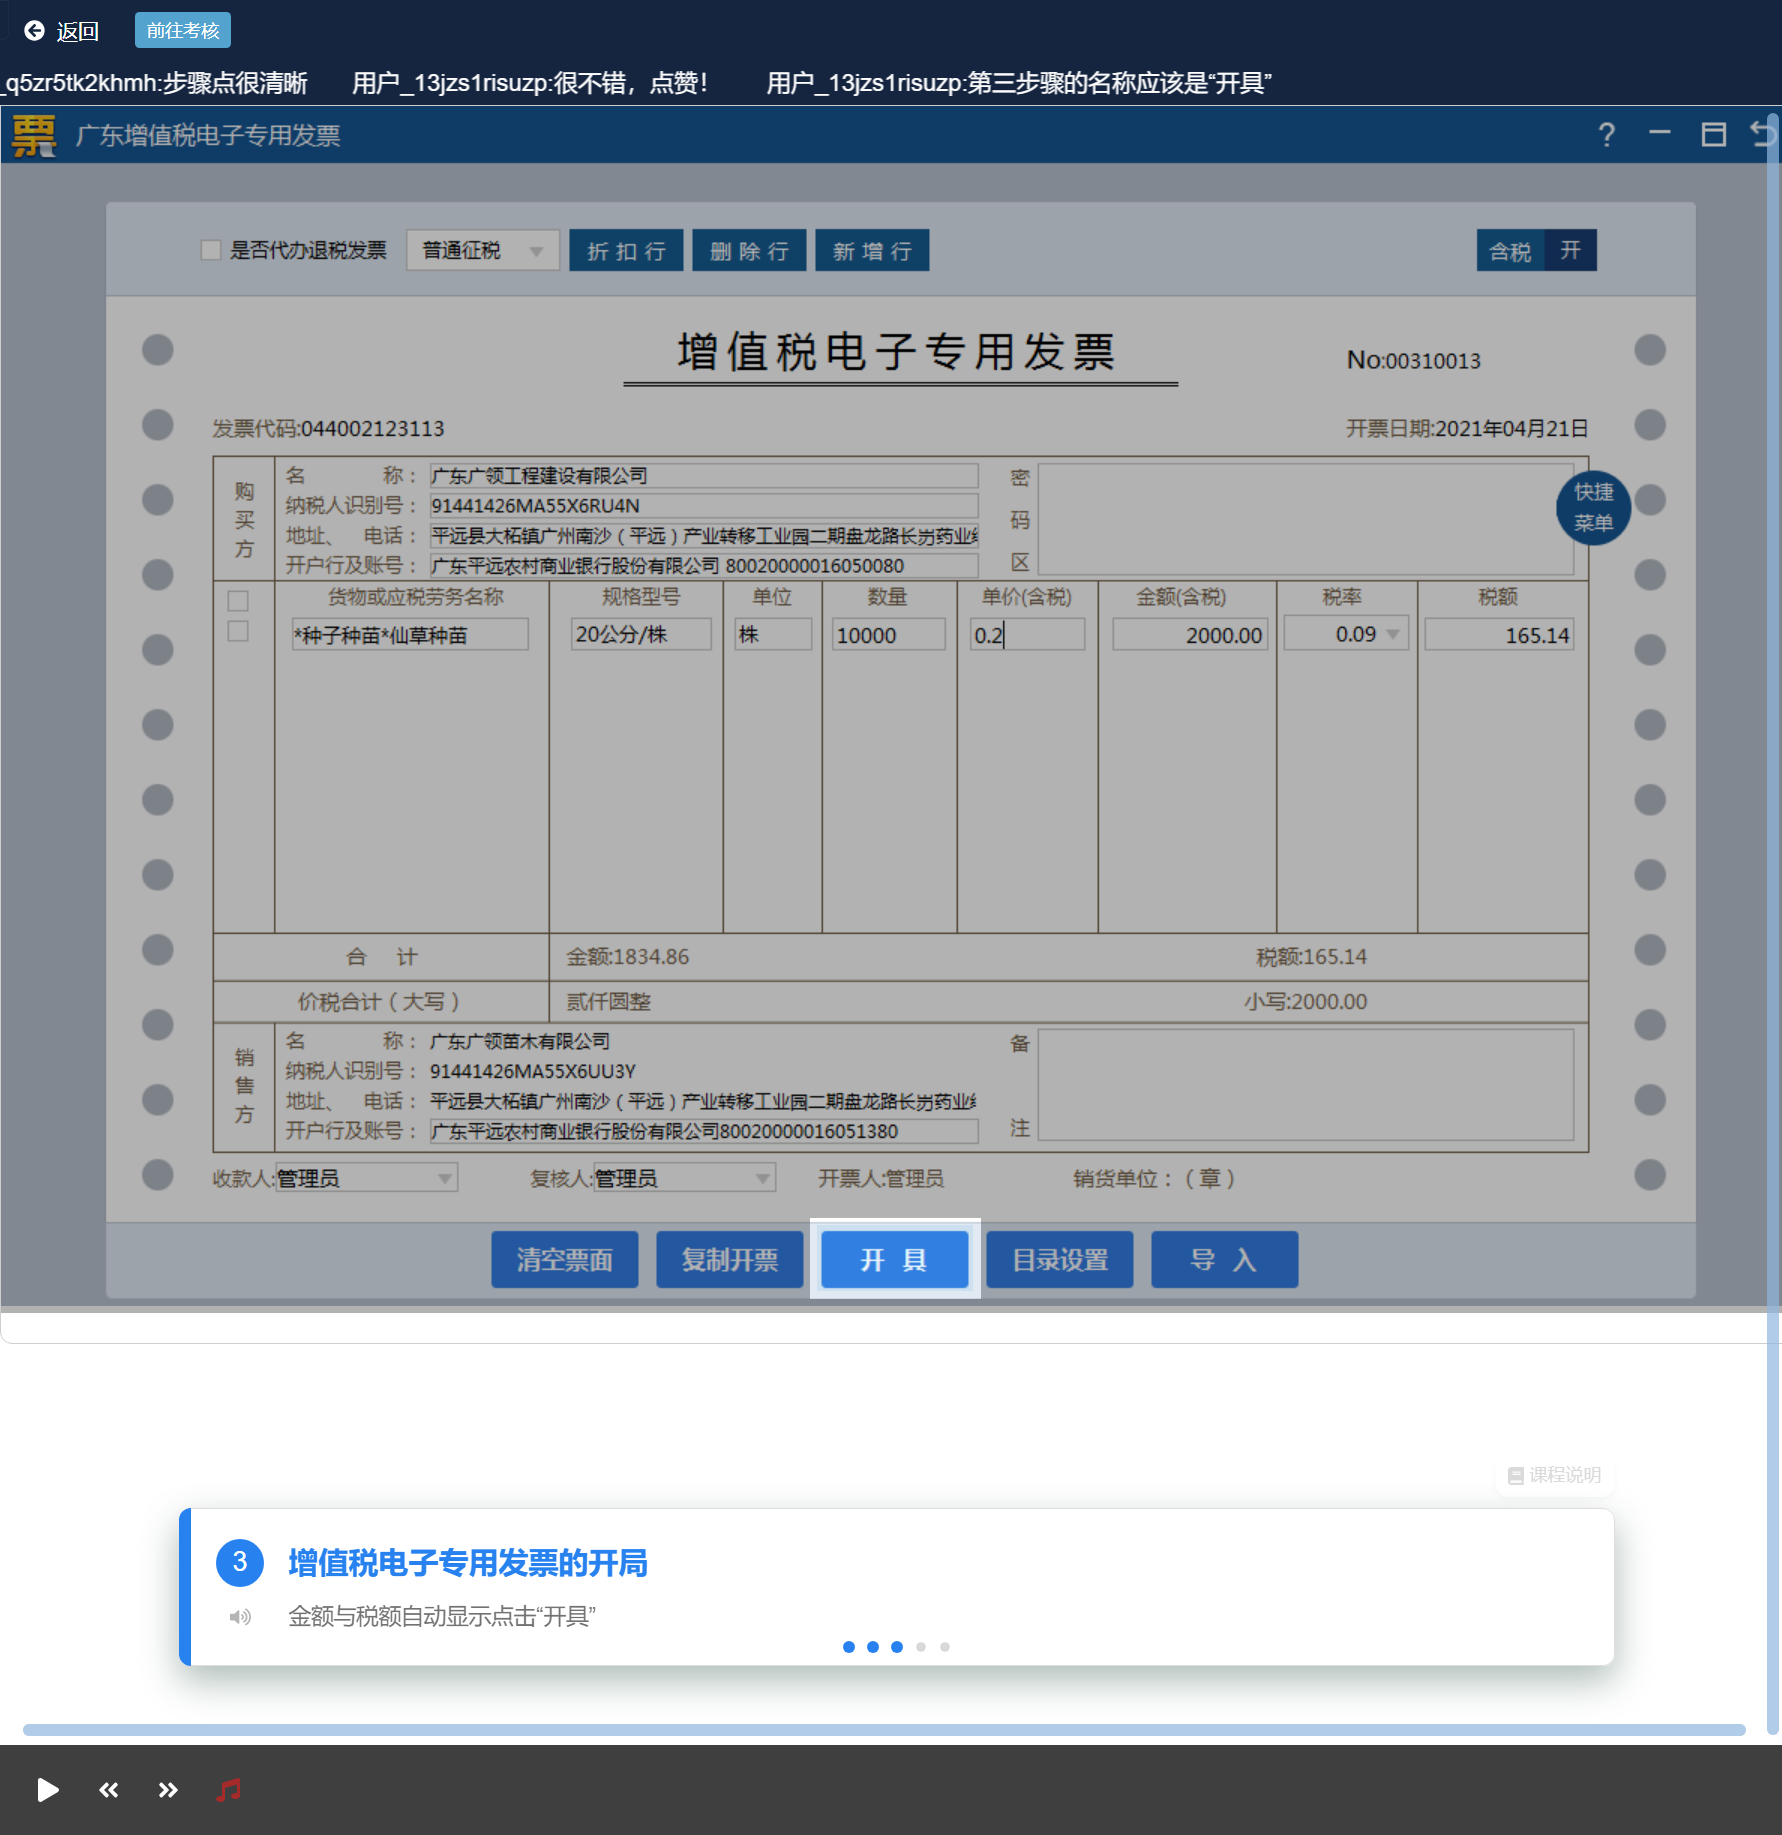 返回 前往考核
_q5zr5tk2khmh:步骤点很清晰 用户_13jzs1risuzp:很不错，点赞！ 用户_13jzs1risuzp:第三步骤的名称应该是“开具”
票 广东增值税电子专用发票
是否代办退税发票 普通征税 折扣行 删除行 新增行 含税 开
增值税电子专用发票
No:00310013
发票代码:044002123113 开票日期:2021年04月21日
购买方
名 称：广东广领工程建设有限公司
纳税人识别号：91441426MA55X6RU4N
地址、 电话：平远县大柘镇广州南沙（平远）产业转移工业园二期盘龙路长岃药业
开户行及账号：广东平远农村商业银行股份有限公司 80020000016050080
密码区
快捷菜单
货物或应税劳务名称 规格型号 单位 数量 单价(含税) 金额(含税) 税率 税额
*种子种苗*仙草种苗 20公分/株 株 10000 0.2 2000.00 0.09 165.14
合 计 金额:1834.86 税额:165.14
价税合计（大写） 贰仟圆整 小写:2000.00
销售方
名 称：广东广领苗木有限公司
纳税人识别号：91441426MA55X6UU3Y
地址、 电话：平远县大柘镇广州南沙（平远）产业转移工业园二期盘龙路长岃药业
开户行及账号：广东平远农村商业银行股份有限公司80020000016051380
备注
收款人:管理员 复核人:管理员 开票人:管理员 销货单位：（章）
清空票面 复制开票 开 具 目录设置 导 入
课程说明
3 增值税电子专用发票的开局
金额与税额自动显示点击“开具”